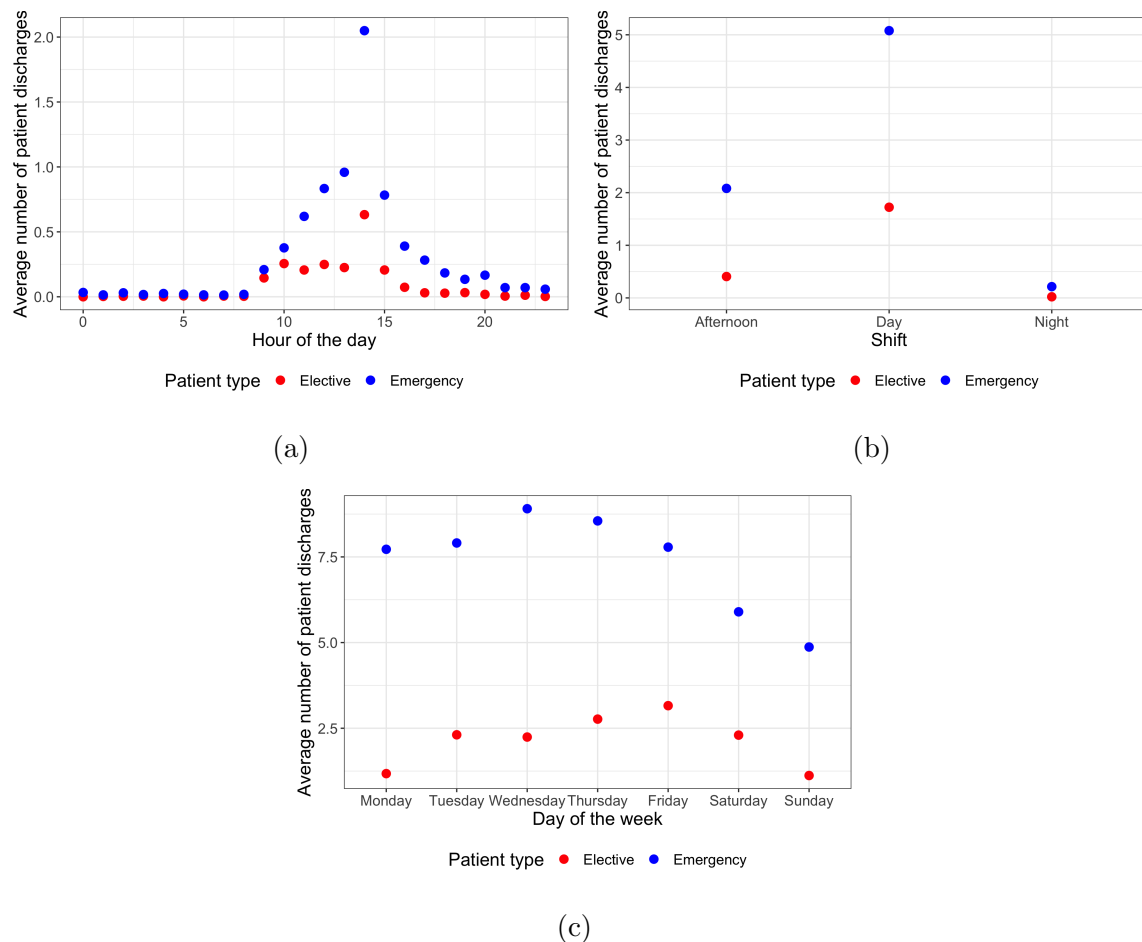 Average number of patient discharges
2.0
1.5
1.0
0.5
0.0
0 5 10 15 20
Hour of the day
Patient type Elective Emergency
(a)
Average number of patient discharges
5
4
3
2
1
0
Afternoon Day Night
Shift
Patient type Elective Emergency
(b)
Average number of patient discharges
7.5
5.0
2.5
Monday Tuesday Wednesday Thursday Friday Saturday Sunday
Day of the week
Patient type Elective Emergency
(c)